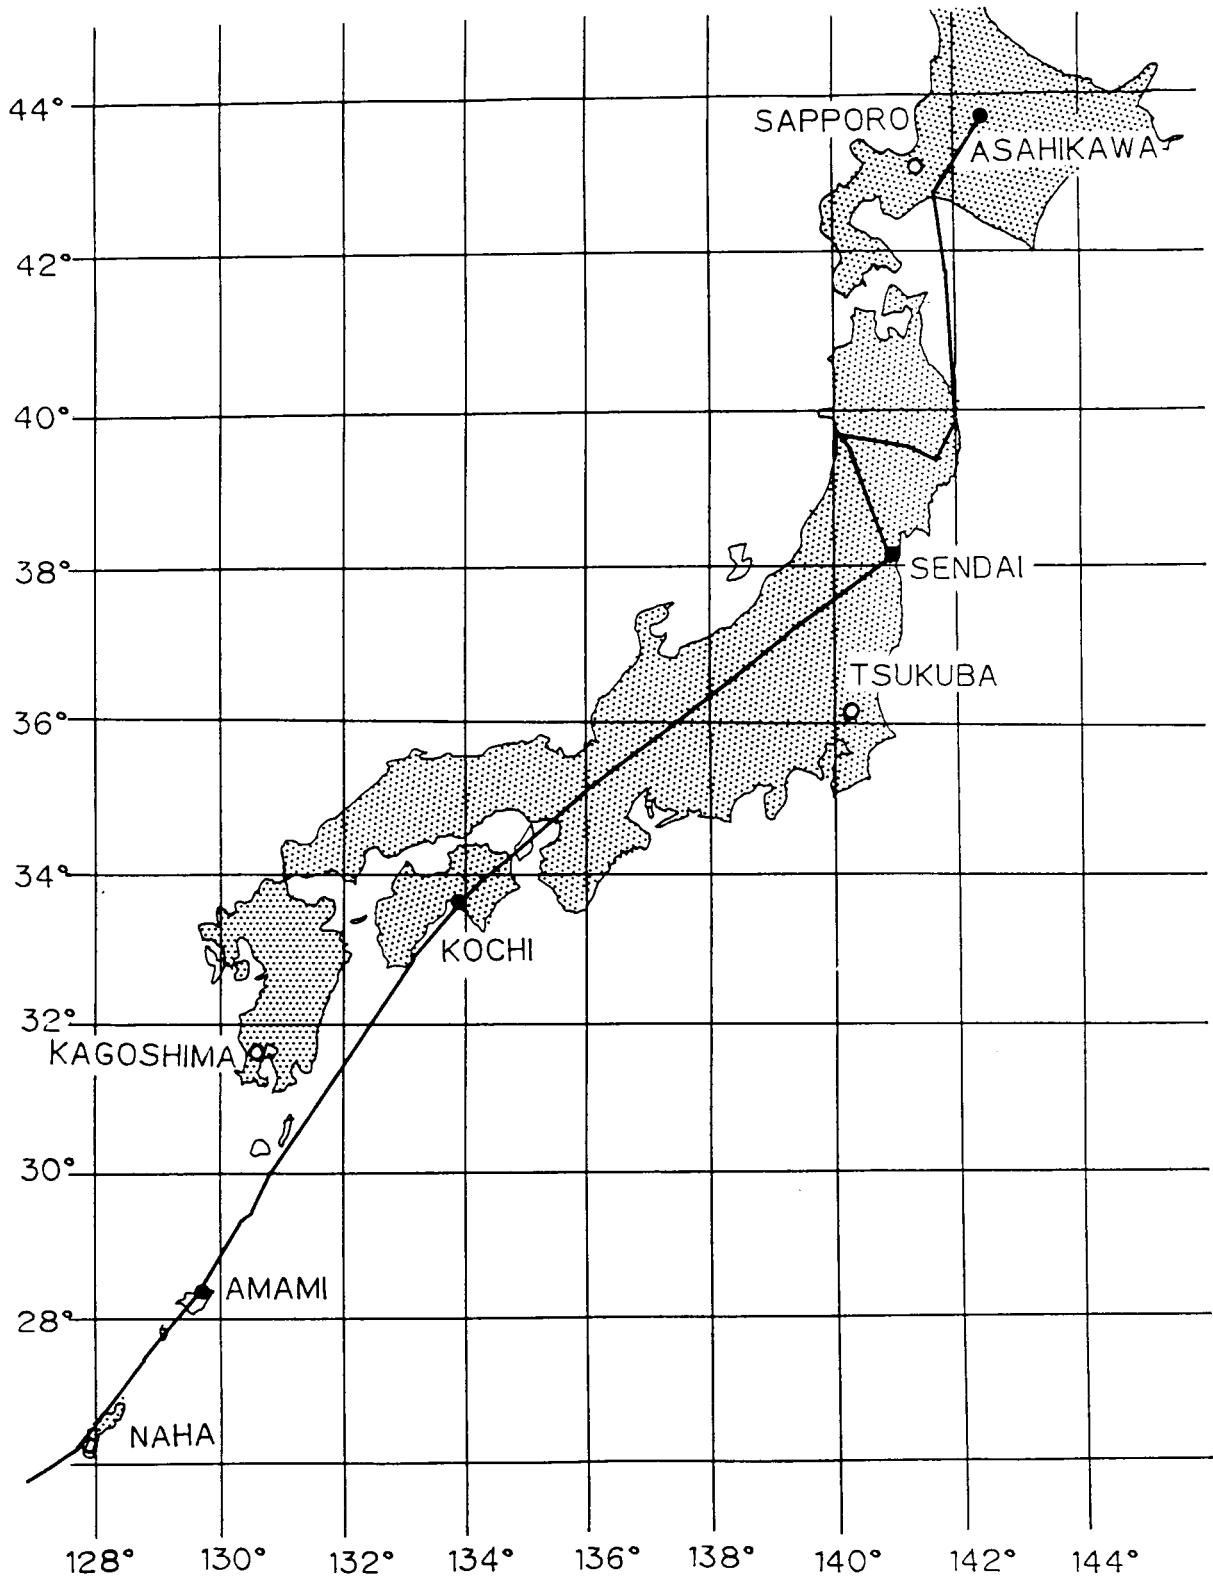 44°
SAPPORO
ASAHIKAWA
42°
40°
38°
SENDAI
TSUKUBA
36°
34°
KOCHI
32°
KAGOSHIMA
30°
AMAMI
28°
NAHA
128° 130° 132° 134° 136° 138° 140° 142° 144°